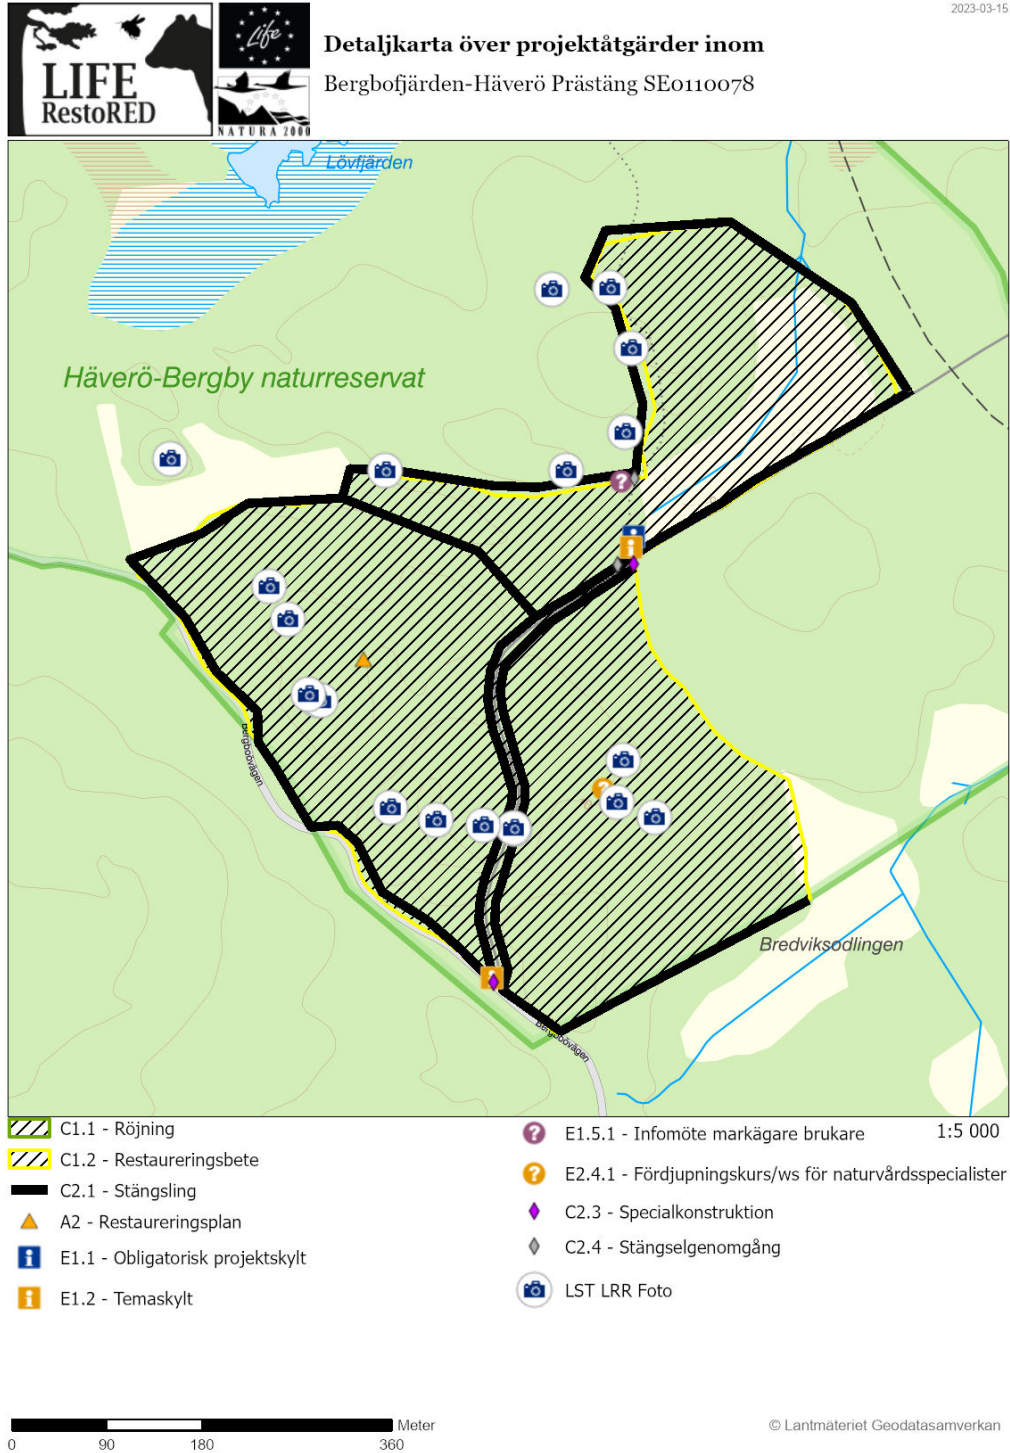 2023-03-15
LIFE
RestoRED
Life
NATURA 2000
Detaljkarta över projektåtgärder inom
Bergbofjärden-Häverö Prästäng SE0110078
Lövfjärden
Häverö-Bergby naturreservat
Bergboövägen
Bredviksodlingen
Bergboövägen
C1.1 - Röjning
C1.2 - Restaureringsbete
C2.1 - Stängsling
A2 - Restaureringsplan
E1.1 - Obligatorisk projektskylt
E1.2 - Temaskylt
E1.5.1 - Infomöte markägare brukare
E2.4.1 - Fördjupningskurs/ws för naturvårdsspecialister
C2.3 - Specialkonstruktion
C2.4 - Stängselgenomgång
LST LRR Foto
1:5 000
Meter
0 90 180 360
© Lantmäteriet Geodatasamverkan